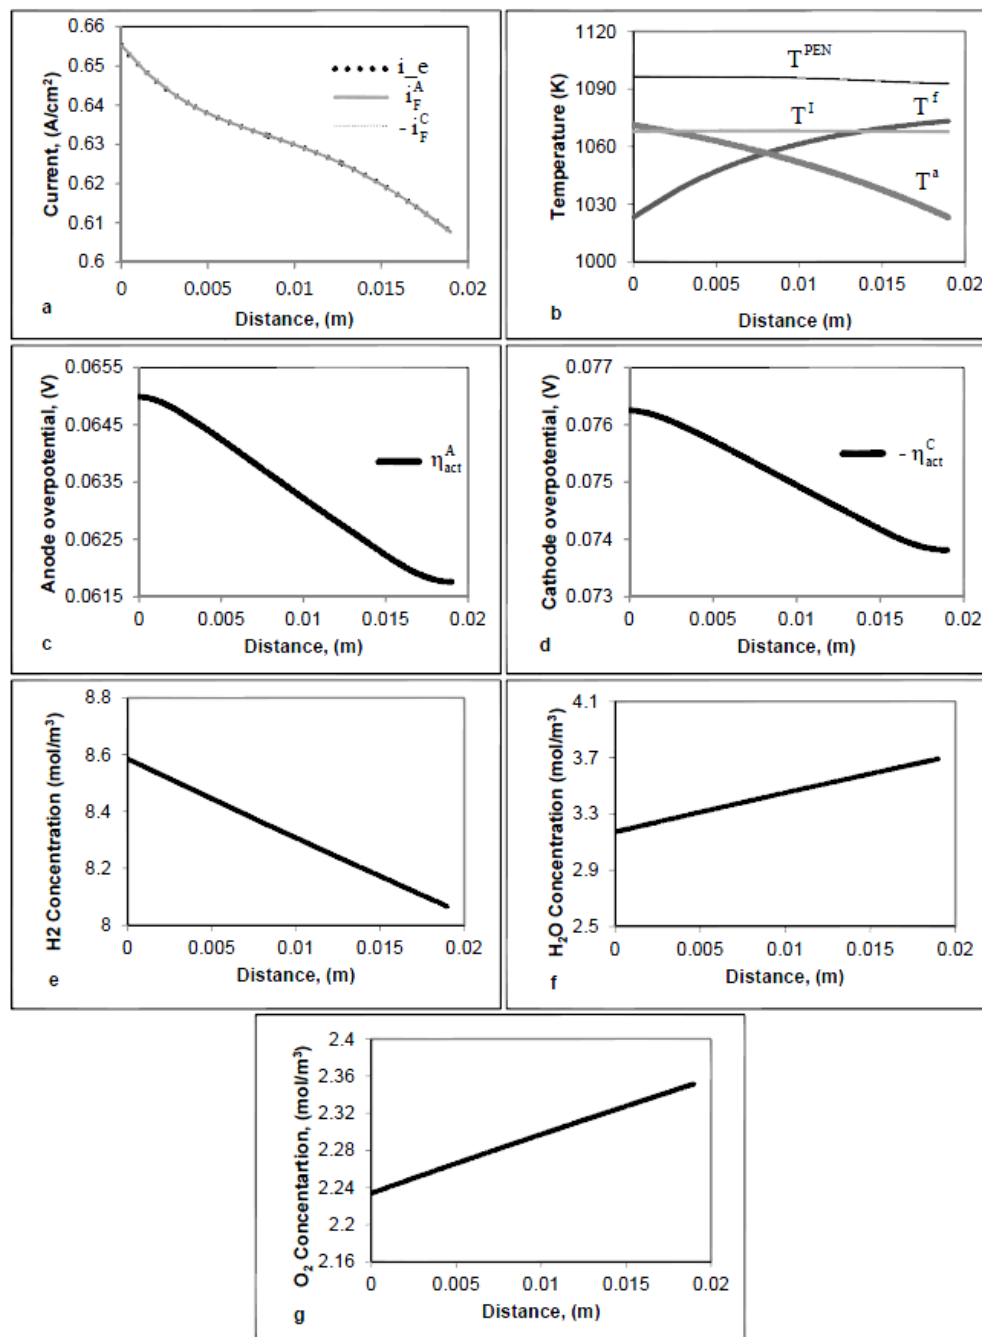 0.66
0.65
0.64
0.63
0.62
0.61
0.6
Current, (A/cm²)
i_e
i_F^A
- i_F^C
0 0.005 0.01 0.015 0.02
Distance, (m)
a
1120
1090
1060
1030
1000
Temperature (K)
T^PEN
T^I
T^f
T^a
0 0.005 0.01 0.015 0.02
Distance (m)
b
0.0655
0.0645
0.0635
0.0625
0.0615
Anode overpotential, (V)
η_act^A
0 0.005 0.01 0.015 0.02
Distance, (m)
c
0.077
0.076
0.075
0.074
0.073
Cathode overpotential, (V)
- η_act^C
0 0.005 0.01 0.015 0.02
Distance, (m)
d
8.8
8.6
8.4
8.2
8
H2 Concentration (mol/m³)
0 0.005 0.01 0.015 0.02
Distance, (m)
e
4.1
3.7
3.3
2.9
2.5
H₂O Concentration (mol/m³)
0 0.005 0.01 0.015 0.02
Distance, (m)
f
2.4
2.36
2.32
2.28
2.24
2.2
2.16
O₂ Concentartion, (mol/m³)
0 0.005 0.01 0.015 0.02
Distance, (m)
g